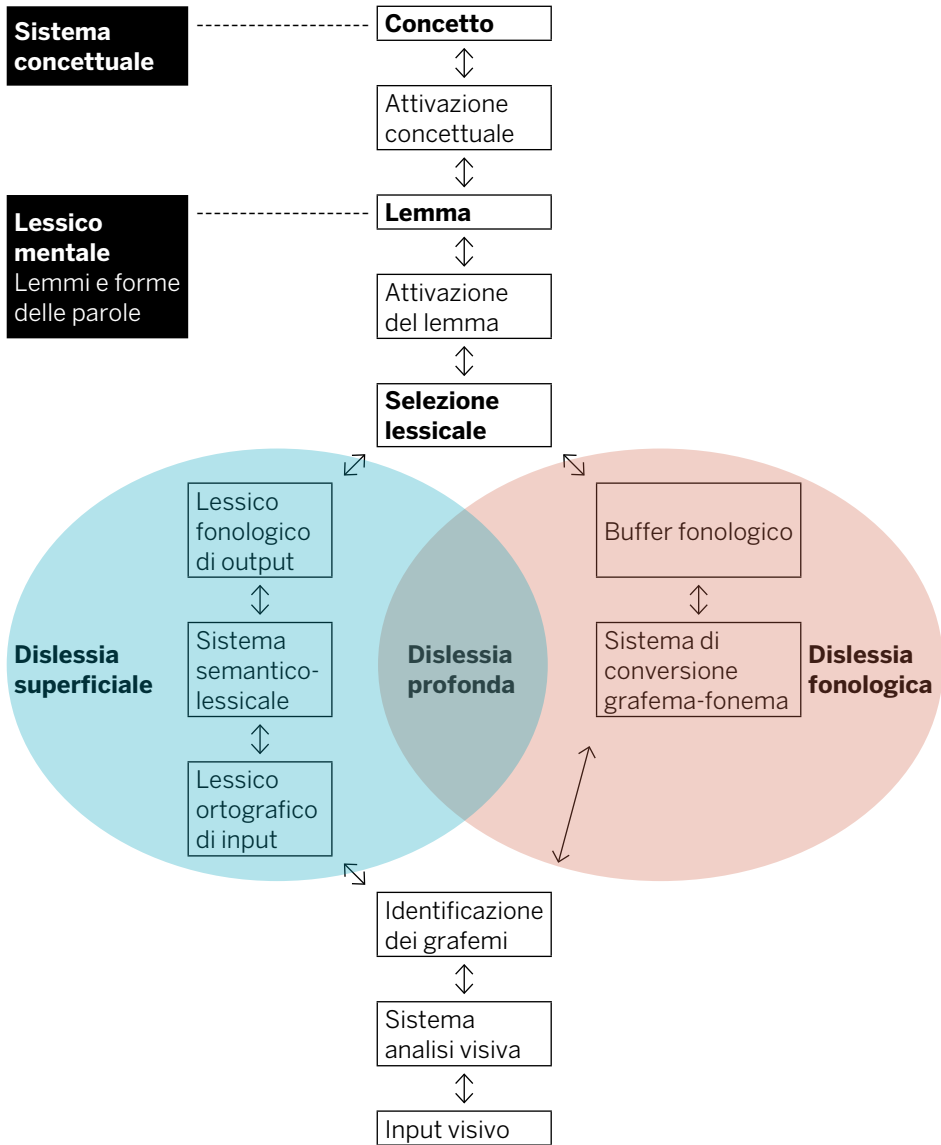 Sistema
concettuale
Concetto
Attivazione
concettuale
Lessico
mentale
Lemmi e forme
delle parole
Lemma
Attivazione
del lemma
Selezione
lessicale
Lessico
fonologico
di output
Buffer fonologico
Dislessia
superficiale
Sistema
semantico-
lessicale
Dislessia
profonda
Sistema di
conversione
grafema-fonema
Dislessia
fonologica
Lessico
ortografico
di input
Identificazione
dei grafemi
Sistema
analisi visiva
Input visivo